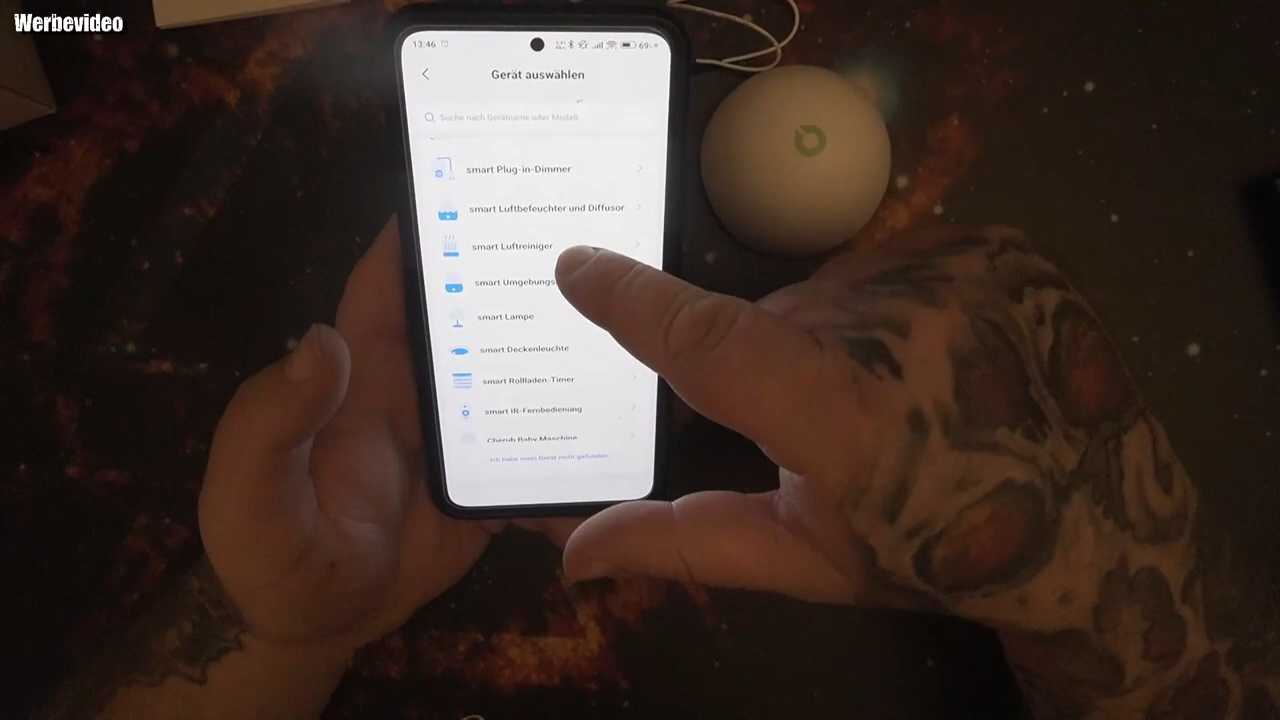 Werbevideo
13:46
69
Gerät auswählen
Suche nach Gerätname oder Modell
smart Plug-in-Dimmer
smart Luftbefeuchter und Diffusor
smart Luftreiniger
smart Umgebungs
smart Lampe
smart Deckenleuchte
smart Rollladen-Timer
smart IR-Fernbedienung
Cherub Baby Maschine
Ich habe mein Gerät nicht gefunden.